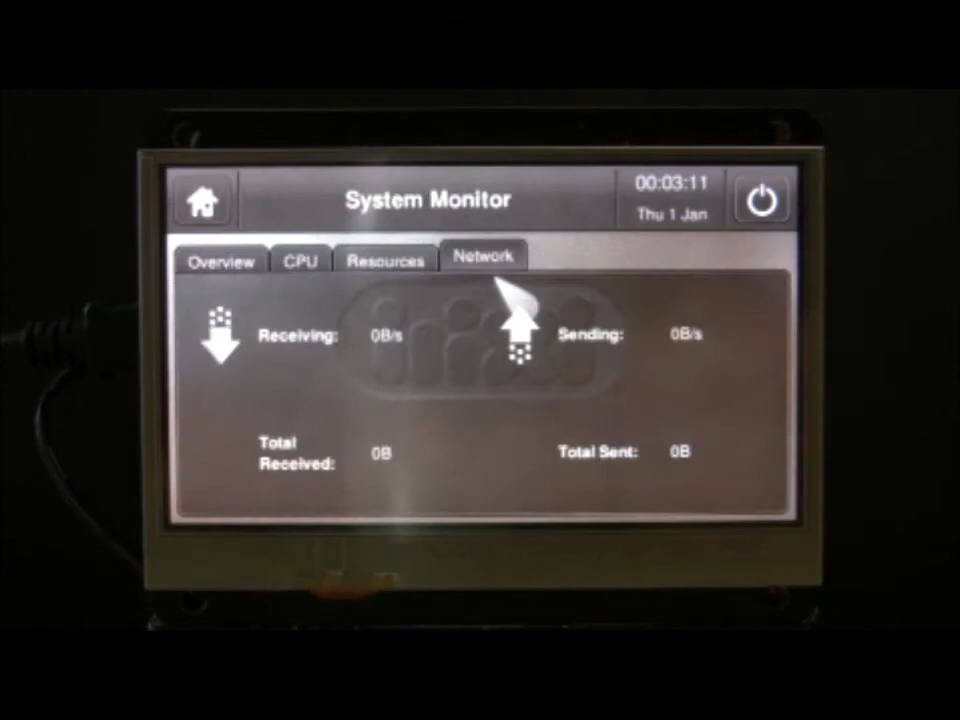 System Monitor
00:03:11
Thu 1 Jan
Overview
CPU
Resources
Network
Receiving: 0B/s
Sending: 0B/s
Total
Received: 0B
Total Sent: 0B